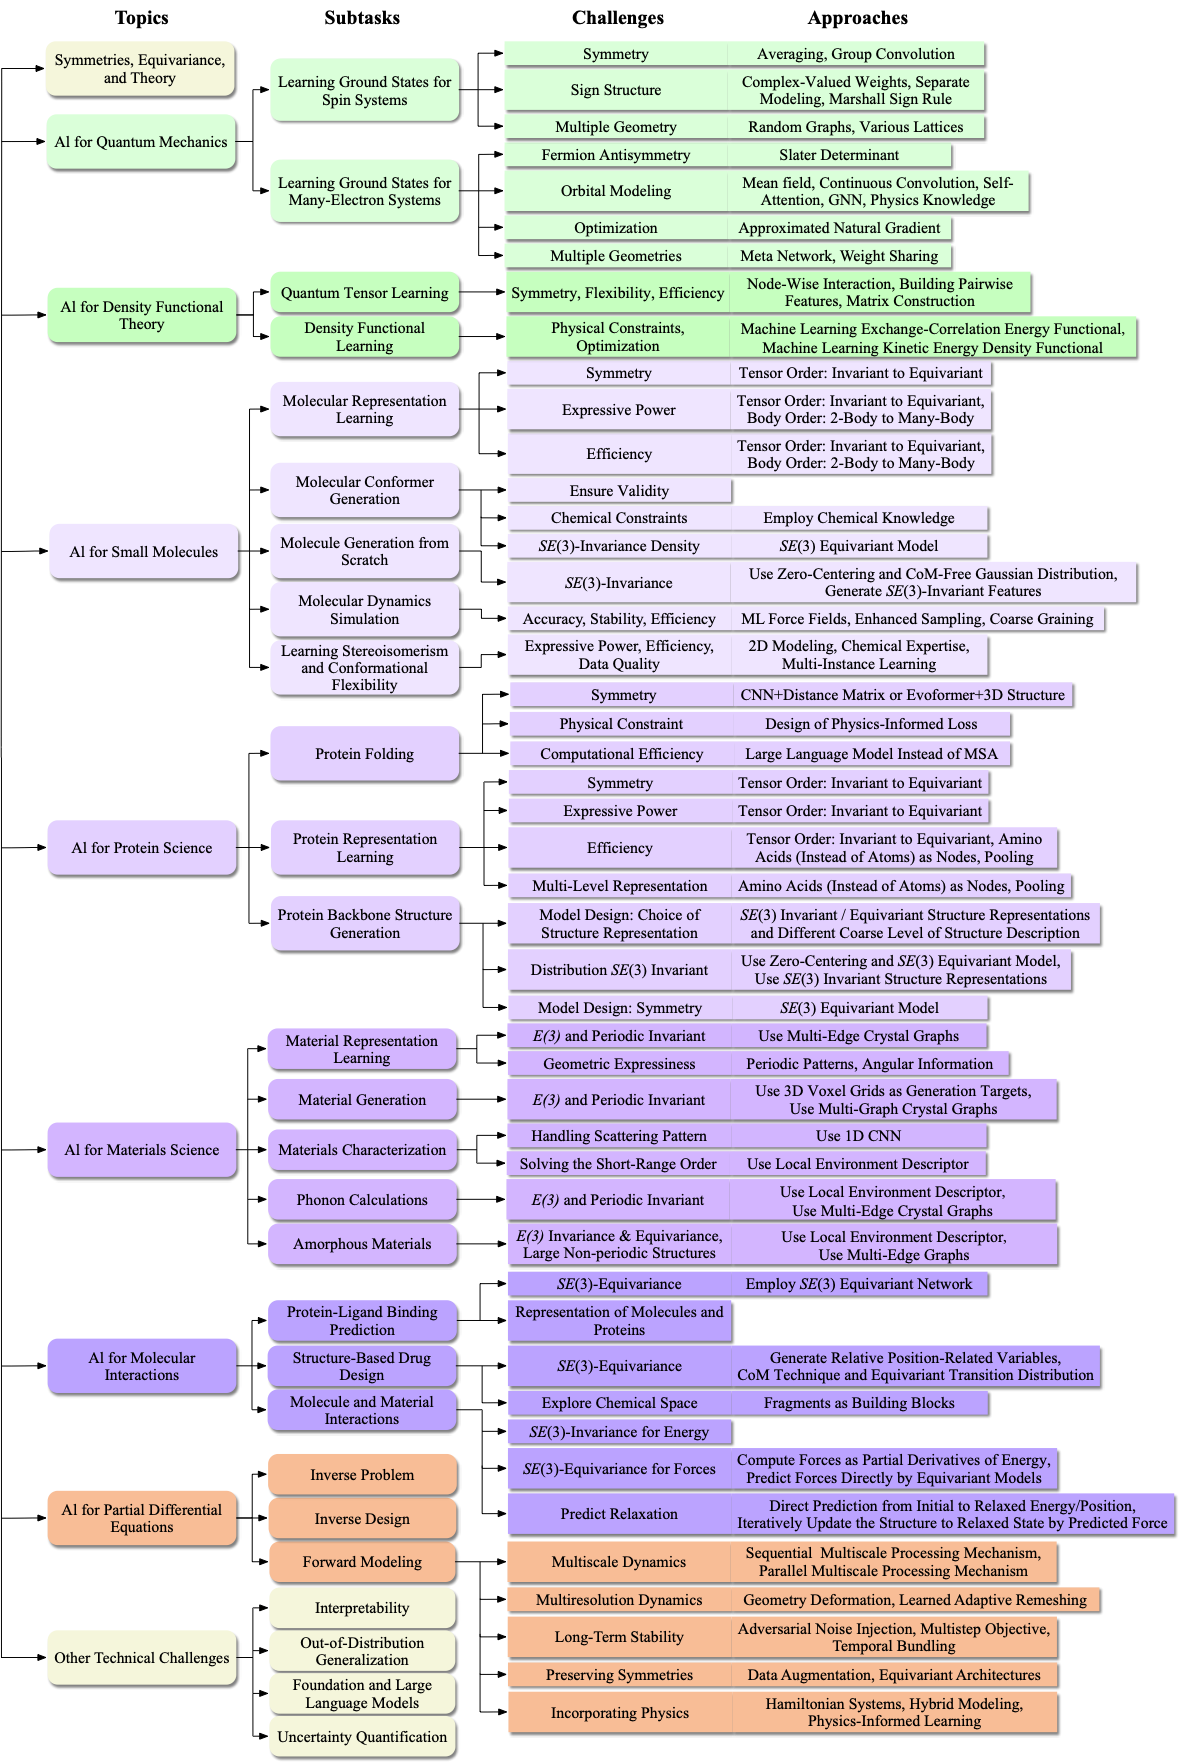 Topics
Subtasks
Challenges
Approaches
Symmetries, Equivariance,
and Theory
AI for Quantum Mechanics
Learning Ground States for
Spin Systems
Symmetry
Averaging, Group Convolution
Sign Structure
Complex-Valued Weights, Separate
Modeling, Marshall Sign Rule
Multiple Geometry
Random Graphs, Various Lattices
Learning Ground States for
Many-Electron Systems
Fermion Antisymmetry
Slater Determinant
Orbital Modeling
Mean field, Continuous Convolution, Self-
Attention, GNN, Physics Knowledge
Optimization
Approximated Natural Gradient
Multiple Geometries
Meta Network, Weight Sharing
AI for Density Functional
Theory
Quantum Tensor Learning
Symmetry, Flexibility, Efficiency
Node-Wise Interaction, Building Pairwise
Features, Matrix Construction
Density Functional
Learning
Physical Constraints,
Optimization
Machine Learning Exchange-Correlation Energy Functional,
Machine Learning Kinetic Energy Density Functional
AI for Small Molecules
Molecular Representation
Learning
Symmetry
Tensor Order: Invariant to Equivariant
Expressive Power
Tensor Order: Invariant to Equivariant,
Body Order: 2-Body to Many-Body
Efficiency
Tensor Order: Invariant to Equivariant,
Body Order: 2-Body to Many-Body
Molecular Conformer
Generation
Ensure Validity
Chemical Constraints
Employ Chemical Knowledge
SE(3)-Invariance Density
SE(3) Equivariant Model
Molecule Generation from
Scratch
SE(3)-Invariance
Use Zero-Centering and CoM-Free Gaussian Distribution,
Generate SE(3)-Invariant Features
Molecular Dynamics
Simulation
Accuracy, Stability, Efficiency
ML Force Fields, Enhanced Sampling, Coarse Graining
Learning Stereoisomerism
and Conformational
Flexibility
Expressive Power, Efficiency,
Data Quality
2D Modeling, Chemical Expertise,
Multi-Instance Learning
AI for Protein Science
Protein Folding
Symmetry
CNN+Distance Matrix or Evoformer+3D Structure
Physical Constraint
Design of Physics-Informed Loss
Computational Efficiency
Large Language Model Instead of MSA
Protein Representation
Learning
Symmetry
Tensor Order: Invariant to Equivariant
Expressive Power
Tensor Order: Invariant to Equivariant
Efficiency
Tensor Order: Invariant to Equivariant, Amino
Acids (Instead of Atoms) as Nodes, Pooling
Multi-Level Representation
Amino Acids (Instead of Atoms) as Nodes, Pooling
Protein Backbone Structure
Generation
Model Design: Choice of
Structure Representation
SE(3) Invariant / Equivariant Structure Representations
and Different Coarse Level of Structure Description
Distribution SE(3) Invariant
Use Zero-Centering and SE(3) Equivariant Model,
Use SE(3) Invariant Structure Representations
Model Design: Symmetry
SE(3) Equivariant Model
AI for Materials Science
Material Representation
Learning
E(3) and Periodic Invariant
Use Multi-Edge Crystal Graphs
Geometric Expressiness
Periodic Patterns, Angular Information
Material Generation
E(3) and Periodic Invariant
Use 3D Voxel Grids as Generation Targets,
Use Multi-Graph Crystal Graphs
Materials Characterization
Handling Scattering Pattern
Use 1D CNN
Solving the Short-Range Order
Use Local Environment Descriptor
Phonon Calculations
E(3) and Periodic Invariant
Use Local Environment Descriptor,
Use Multi-Edge Crystal Graphs
Amorphous Materials
E(3) Invariance & Equivariance,
Large Non-periodic Structures
Use Local Environment Descriptor,
Use Multi-Edge Graphs
AI for Molecular
Interactions
Protein-Ligand Binding
Prediction
SE(3)-Equivariance
Employ SE(3) Equivariant Network
Representation of Molecules and
Proteins
Structure-Based Drug
Design
SE(3)-Equivariance
Generate Relative Position-Related Variables,
CoM Technique and Equivariant Transition Distribution
Explore Chemical Space
Fragments as Building Blocks
Molecule and Material
Interactions
SE(3)-Invariance for Energy
SE(3)-Equivariance for Forces
Compute Forces as Partial Derivatives of Energy,
Predict Forces Directly by Equivariant Models
Predict Relaxation
Direct Prediction from Initial to Relaxed Energy/Position,
Iteratively Update the Structure to Relaxed State by Predicted Force
AI for Partial Differential
Equations
Inverse Problem
Inverse Design
Forward Modeling
Multiscale Dynamics
Sequential Multiscale Processing Mechanism,
Parallel Multiscale Processing Mechanism
Multiresolution Dynamics
Geometry Deformation, Learned Adaptive Remeshing
Long-Term Stability
Adversarial Noise Injection, Multistep Objective,
Temporal Bundling
Preserving Symmetries
Data Augmentation, Equivariant Architectures
Incorporating Physics
Hamiltonian Systems, Hybrid Modeling,
Physics-Informed Learning
Other Technical Challenges
Interpretability
Out-of-Distribution
Generalization
Foundation and Large
Language Models
Uncertainty Quantification